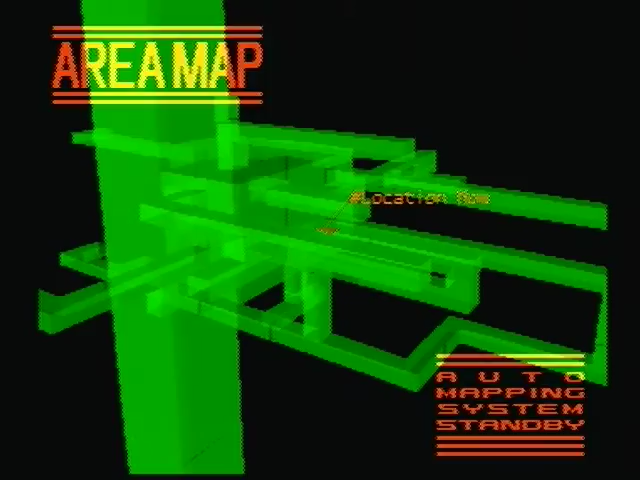 AREA MAP
#Location Now
AUTO
MAPPING
SYSTEM
STANDBY